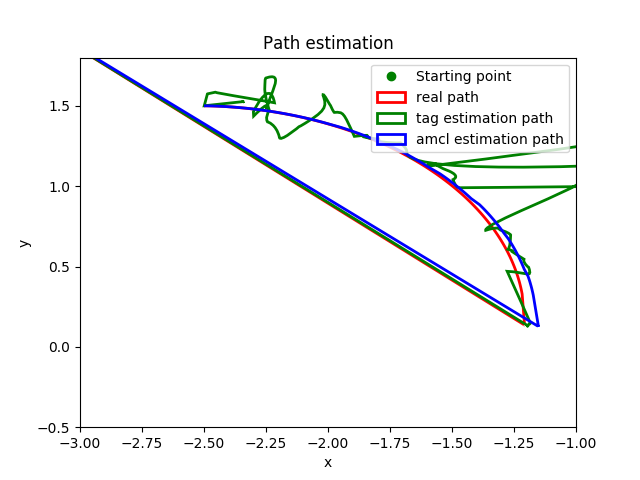 Path estimation
Starting point
real path
tag estimation path
amcl estimation path
y
1.5
1.0
0.5
0.0
−0.5
−3.00 −2.75 −2.50 −2.25 −2.00 −1.75 −1.50 −1.25 −1.00
x